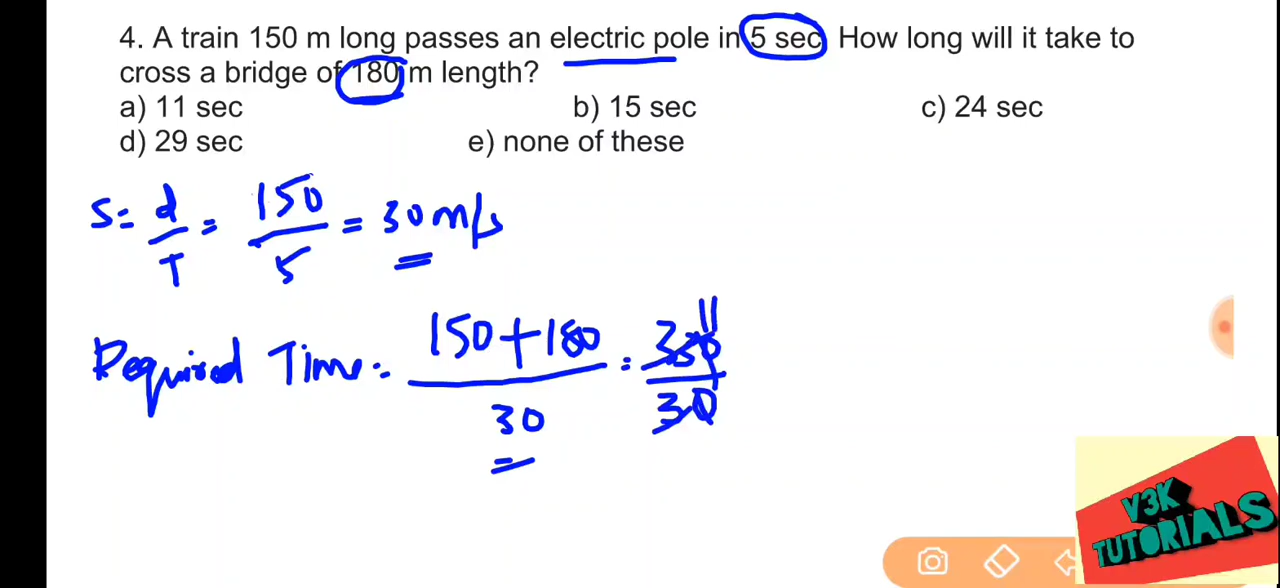 4. A train 150 m long passes an electric pole in 5 sec How long will it take to
cross a bridge of 180 m length?
a) 11 sec b) 15 sec c) 24 sec
d) 29 sec e) none of these
S = d/T = 150/5 = 30 m/s
Required Time = 150+180/30 = 330/30 11
V3K
TUTORIALS